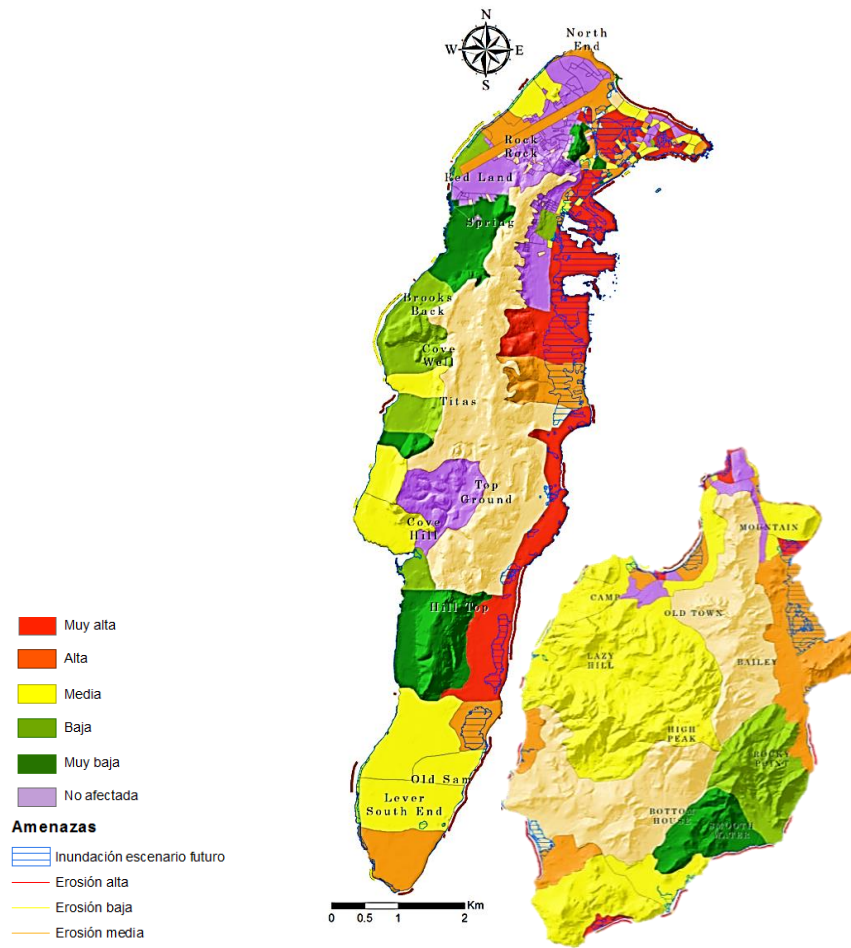 N
W
E
S
North
End
Rock
Rock
Red Land
Spring
Brooks
Back
Cove
Well
Titas
Top
Ground
Cove
Hill
Hill Top
Old Sam
Lever
South End
MOUNTAIN
CAMP
OLD TOWN
LAZY
HILL
BAILEY
HIGH
PEAK
ROCKY
POINT
BOTTOM
HOUSE
SMOOTH
WATER
Muy alta
Alta
Media
Baja
Muy baja
No afectada
Amenazas
Inundación escenario futuro
Erosión alta
Erosión baja
Erosión media
Km
0 0.5 1 2